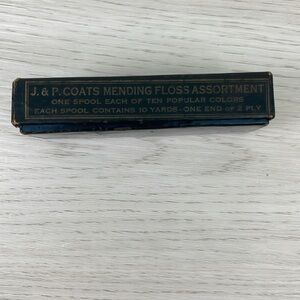 J. & P. COATS MENDING FLOSS ASSORTMENT
ONE SPOOL EACH OF TEN POPULAR COLORS
EACH SPOOL CONTAINS 10 YARDS - ONE END OF 2 PLY